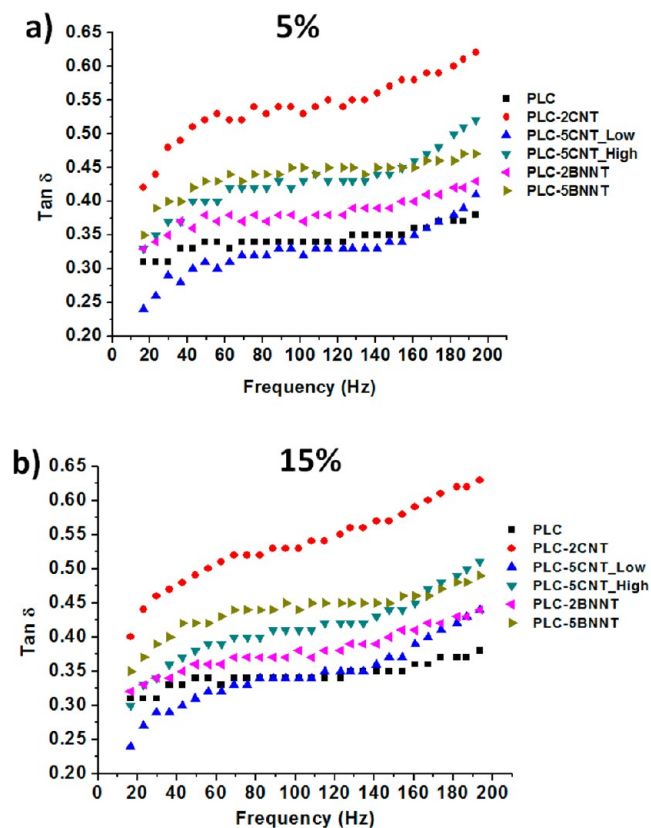 a) 5%
0.65
0.60
0.55
0.50
0.45
0.40
0.35
0.30
0.25
0.20
Tan δ
PLC
PLC-2CNT
PLC-5CNT_Low
PLC-5CNT_High
PLC-2BNNT
PLC-5BNNT
0 20 40 60 80 100 120 140 160 180 200
Frequency (Hz)
b) 15%
0.65
0.60
0.55
0.50
0.45
0.40
0.35
0.30
0.25
0.20
Tan δ
PLC
PLC-2CNT
PLC-5CNT_Low
PLC-5CNT_High
PLC-2BNNT
PLC-5BNNT
0 20 40 60 80 100 120 140 160 180 200
Frequency (Hz)